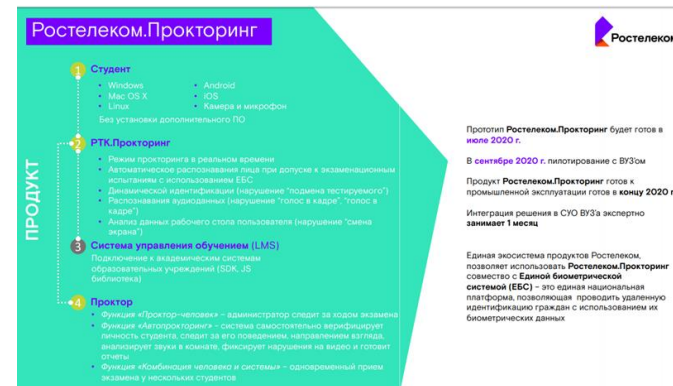 Ростелеком.Прокторинг
Ростелеком
ПРОДУКТ
1 Студент
• Windows
• Mac OS X
• Linux
• Android
• iOS
• Камера и микрофон
Без установки дополнительного ПО
2 РТК.Прокторинг
• Режим прокторинга в реальном времени
• Автоматическое распознавания лица при допуске к экзаменационным
испытаниям с использованием ЕБС
• Динамической идентификации (нарушение “подмена тестируемого”)
• Распознавания аудиоданных (нарушение “голос в кадре”, “голос в
кадре”)
• Анализ данных рабочего стола пользователя (нарушение “смена
экрана”)
3 Система управления обучением (LMS)
Подключение к академическим системам
образовательных учреждений (SDK, JS
библиотека)
4 Проктор
• Функция «Проктор-человек» – администратор следит за ходом экзамена
• Функция «Автопрокторинг» – система самостоятельно верифицирует
личность студента, следит за его поведением, направлением взгляда,
анализирует звуки в комнате, фиксирует нарушения на видео и готовит
отчеты
• Функция «Комбинация человека и системы» – одновременный прием
экзамена у нескольких студентов
Прототип Ростелеком.Прокторинг будет готов в
июле 2020 г.
В сентябре 2020 г. пилотирование с ВУЗ’ом
Продукт Ростелеком.Прокторинг готов к
промышленной эксплуатации готов в концу 2020 г
Интеграция решения в СУО ВУЗ’а экспертно
занимает 1 месяц
Единая экосистема продуктов Ростелеком,
позволяет использовать Ростелеком.Прокторинг
совместно с Единой биометрической
системой (ЕБС) – это единая национальная
платформа, позволяющая проводить удаленную
идентификацию граждан с использованием их
биометрических данных